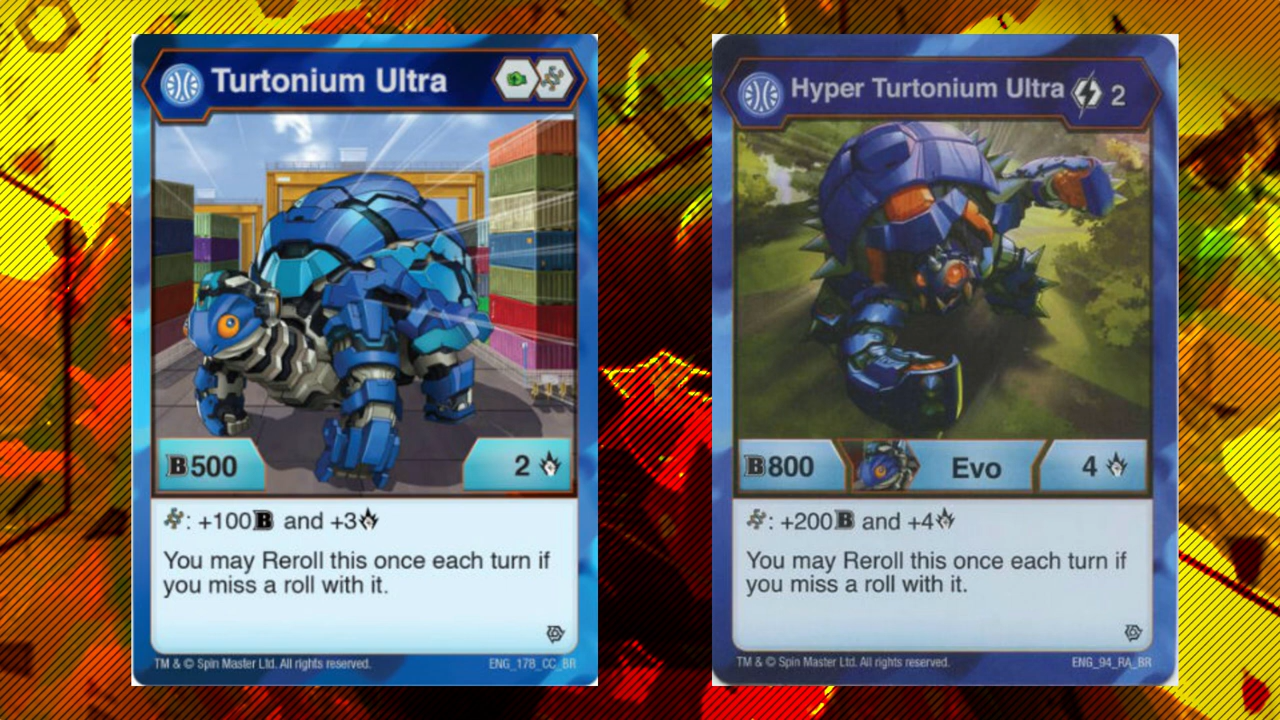 Turtonium Ultra
B500
2
: +100B and +3
You may Reroll this once each turn if
you miss a roll with it.
TM & © Spin Master Ltd. All rights reserved.
ENG_178_CC_BR
Hyper Turtonium Ultra 2
B800
Evo
4
: +200B and +4
You may Reroll this once each turn if
you miss a roll with it.
TM & © Spin Master Ltd. All rights reserved.
ENG_94_RA_BR